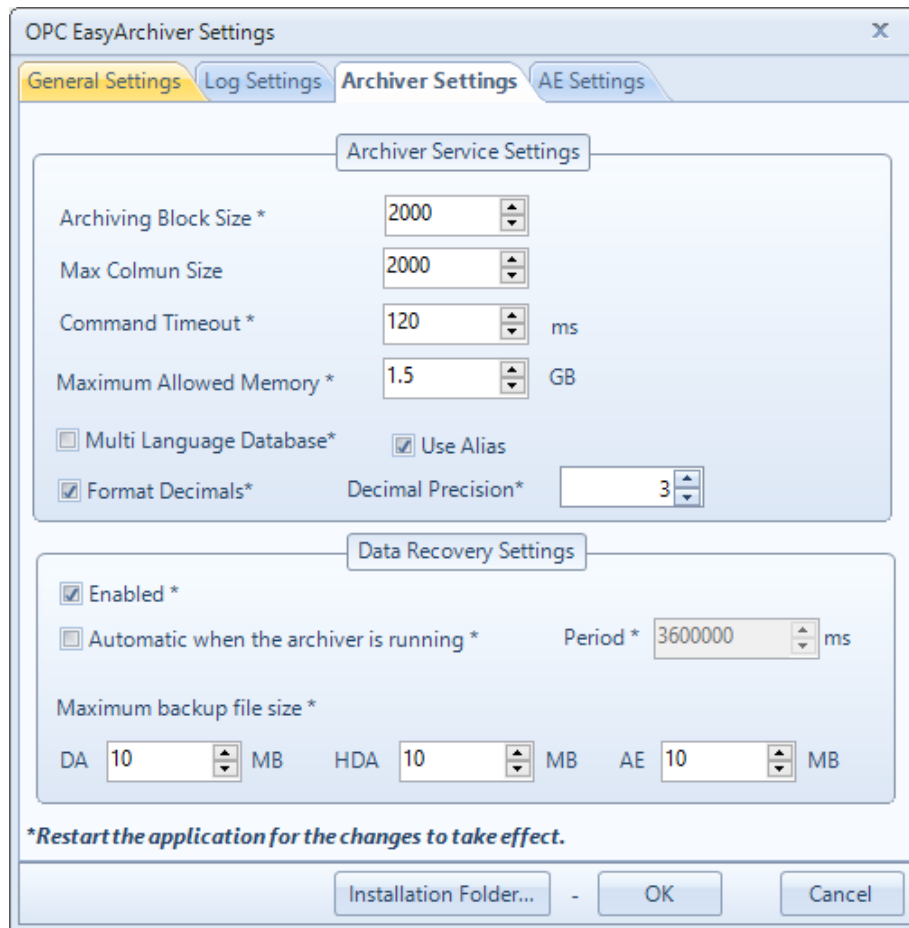 OPC EasyArchiver Settings x
General Settings Log Settings Archiver Settings AE Settings
Archiver Service Settings
Archiving Block Size * 2000
Max Colmun Size 2000
Command Timeout * 120 ms
Maximum Allowed Memory * 1.5 GB
Multi Language Database* Use Alias
Format Decimals* Decimal Precision* 3
Data Recovery Settings
Enabled *
Automatic when the archiver is running * Period * 3600000 ms
Maximum backup file size *
DA 10 MB HDA 10 MB AE 10 MB
*Restart the application for the changes to take effect.
Installation Folder... - OK Cancel